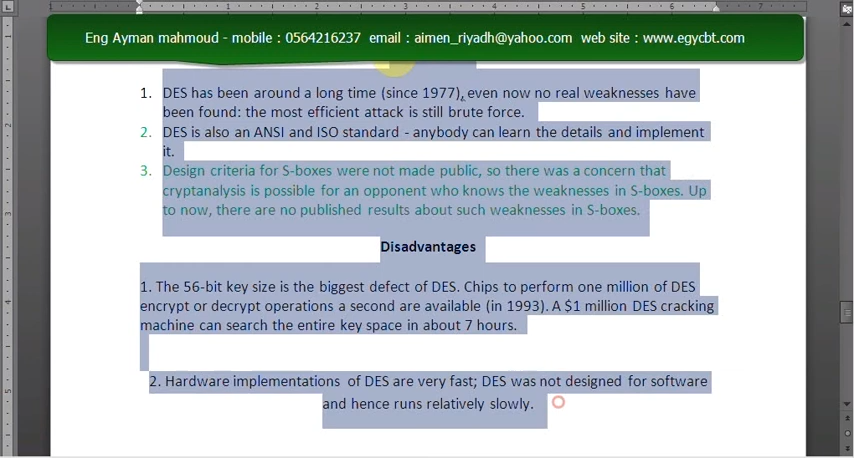 1 1 2 3 4 5 6 7
Eng Ayman mahmoud - mobile : 0564216237 email : aimen_riyadh@yahoo.com web site : www.egycbt.com
1. DES has been around a long time (since 1977), even now no real weaknesses have
been found: the most efficient attack is still brute force.
2. DES is also an ANSI and ISO standard - anybody can learn the details and implement
it.
3. Design criteria for S-boxes were not made public, so there was a concern that
cryptanalysis is possible for an opponent who knows the weaknesses in S-boxes. Up
to now, there are no published results about such weaknesses in S-boxes.
Disadvantages
1. The 56-bit key size is the biggest defect of DES. Chips to perform one million of DES
encrypt or decrypt operations a second are available (in 1993). A $1 million DES cracking
machine can search the entire key space in about 7 hours.
2. Hardware implementations of DES are very fast; DES was not designed for software
and hence runs relatively slowly.